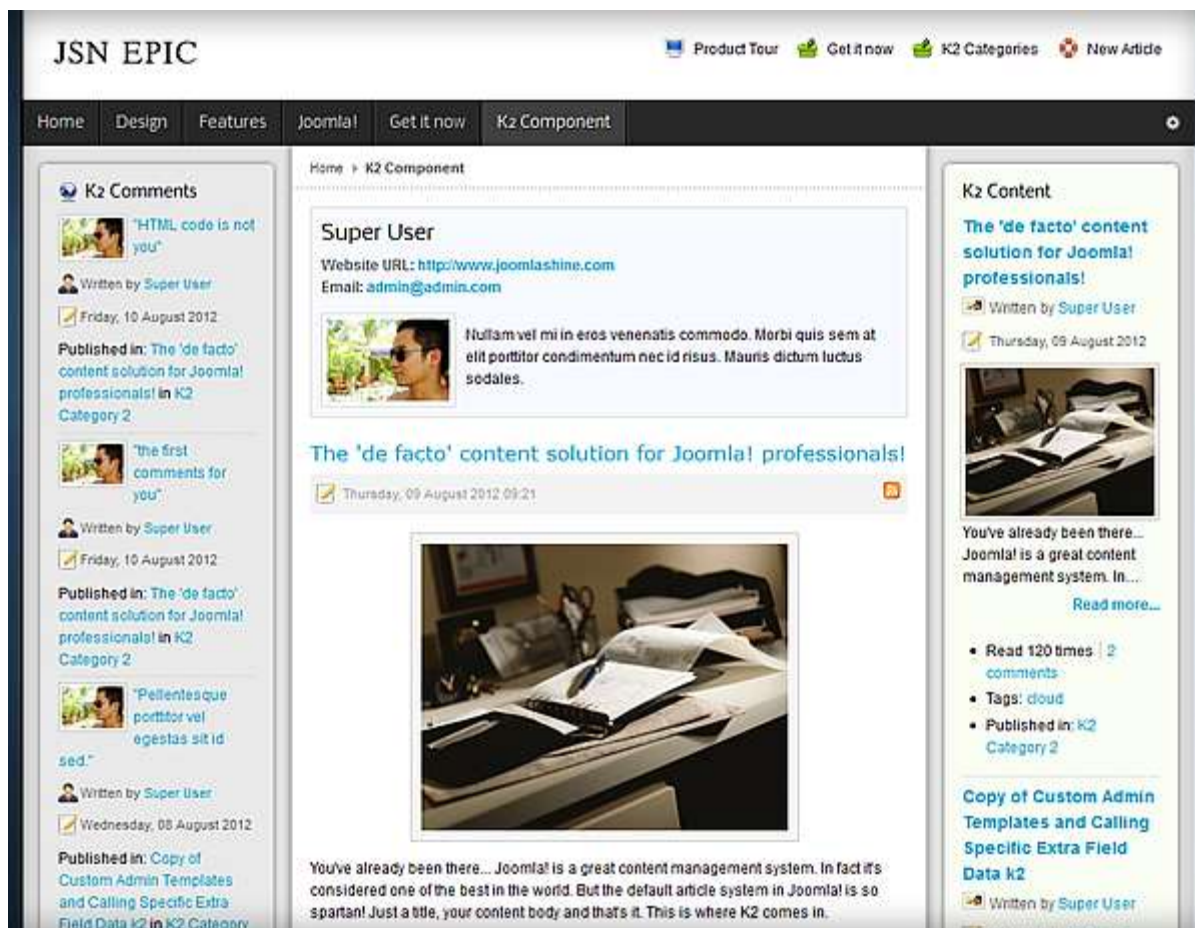 JSN EPIC
Product Tour Get it now K2 Categories New Article
Home Design Features Joomla! Get it now K2 Component
K2 Comments
"HTML code is not
you"
Written by Super User
Friday, 10 August 2012
Published in: The 'de facto'
content solution for Joomla!
professionals! in K2
Category 2
"the first
comments for
you"
Written by Super User
Friday, 10 August 2012
Published in: The 'de facto'
content solution for Joomla!
professionals! in K2
Category 2
"Pellentesque
porttitor vel
egestas sit id
sed."
Written by Super User
Wednesday, 08 August 2012
Published in: Copy of
Custom Admin Templates
and Calling Specific Extra
Field Data k2 in K2 Category
Home K2 Component
Super User
Website URL: http://www.joomlashine.com
Email: admin@admin.com
Nullam vel mi in eros venenatis commodo. Morbi quis sem at
elit porttitor condimentum nec id risus. Mauris dictum luctus
sodales.
The 'de facto' content solution for Joomla! professionals!
Thursday, 09 August 2012 09:21
You've already been there... Joomla! is a great content management system. In fact it's
considered one of the best in the world. But the default article system in Joomla! is so
spartan! Just a title, your content body and that's it. This is where K2 comes in.
K2 Content
The 'de facto' content
solution for Joomla!
professionals!
Written by Super User
Thursday, 09 August 2012
You've already been there...
Joomla! is a great content
management system. In...
Read more...
Read 120 times 2
comments
Tags: cloud
Published in: K2
Category 2
Copy of Custom Admin
Templates and Calling
Specific Extra Field
Data k2
Written by Super User